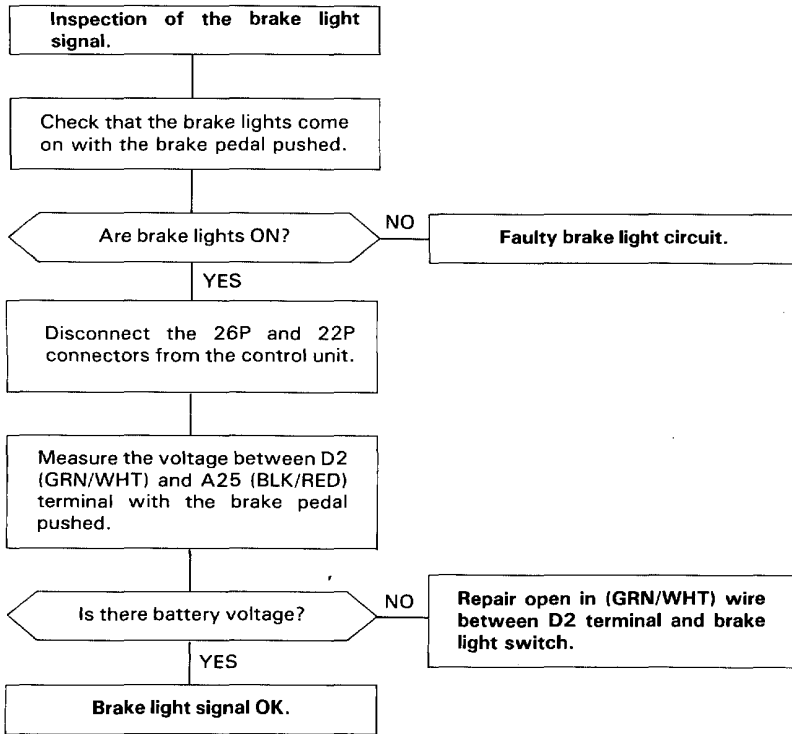 Inspection of the brake light
signal.
Check that the brake lights come
on with the brake pedal pushed.
Are brake lights ON?
NO
Faulty brake light circuit.
YES
Disconnect the 26P and 22P
connectors from the control unit.
Measure the voltage between D2
(GRN/WHT) and A25 (BLK/RED)
terminal with the brake pedal
pushed.
Is there battery voltage?
NO
Repair open in (GRN/WHT) wire
between D2 terminal and brake
light switch.
YES
Brake light signal OK.